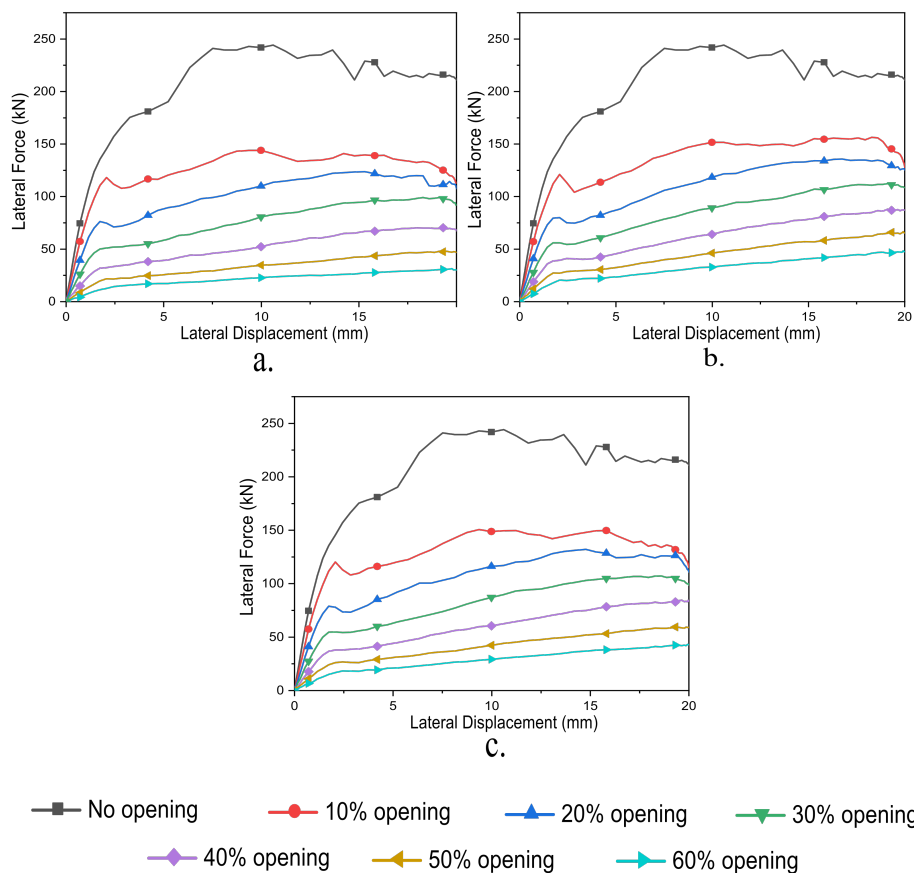 250
200
150
100
50
0
Lateral Force (kN)
0 5 10 15
Lateral Displacement (mm)
a.
250
200
150
100
50
0
Lateral Force (kN)
0 5 10 15 20
Lateral Displacement (mm)
b.
250
200
150
100
50
0
Lateral Force (kN)
0 5 10 15 20
Lateral Displacement (mm)
c.
No opening 10% opening 20% opening 30% opening
40% opening 50% opening 60% opening